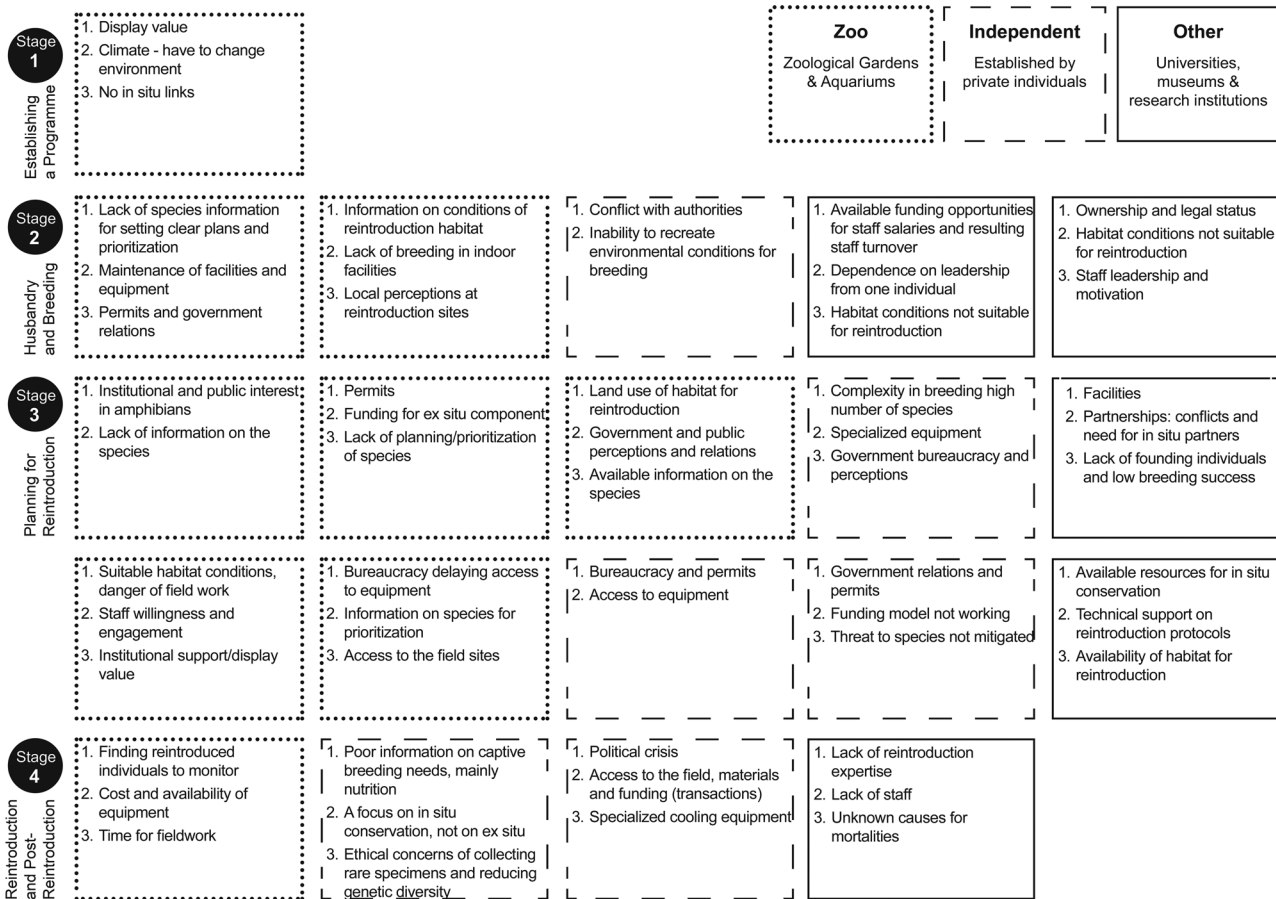 Stage
1
Establishing
a Programme
1. Display value
2. Climate - have to change
environment
3. No in situ links
Zoo
Zoological Gardens
& Aquariums
Independent
Established by
private individuals
Other
Universities,
museums &
research institutions
Stage
2
Husbandry
and Breeding
1. Lack of species information
for setting clear plans and
prioritization
2. Maintenance of facilities and
equipment
3. Permits and government
relations
1. Information on conditions of
reintroduction habitat
2. Lack of breeding in indoor
facilities
3. Local perceptions at
reintroduction sites
1. Conflict with authorities
2. Inability to recreate
environmental conditions for
breeding
1. Available funding opportunities
for staff salaries and resulting
staff turnover
2. Dependence on leadership
from one individual
3. Habitat conditions not suitable
for reintroduction
1. Ownership and legal status
2. Habitat conditions not suitable
for reintroduction
3. Staff leadership and
motivation
Stage
3
Planning for
Reintroduction
1. Institutional and public interest
in amphibians
2. Lack of information on the
species
1. Permits
2. Funding for ex situ component
3. Lack of planning/prioritization
of species
1. Land use of habitat for
reintroduction
2. Government and public
perceptions and relations
3. Available information on the
species
1. Complexity in breeding high
number of species
2. Specialized equipment
3. Government bureaucracy and
perceptions
1. Facilities
2. Partnerships: conflicts and
need for in situ partners
3. Lack of founding individuals
and low breeding success
1. Suitable habitat conditions,
danger of field work
2. Staff willingness and
engagement
3. Institutional support/display
value
1. Bureaucracy delaying access
to equipment
2. Information on species for
prioritization
3. Access to the field sites
1. Bureaucracy and permits
2. Access to equipment
1. Government relations and
permits
2. Funding model not working
3. Threat to species not mitigated
1. Available resources for in situ
conservation
2. Technical support on
reintroduction protocols
3. Availability of habitat for
reintroduction
Stage
4
Reintroduction
and Post-
Reintroduction
1. Finding reintroduced
individuals to monitor
2. Cost and availability of
equipment
3. Time for fieldwork
1. Poor information on captive
breeding needs, mainly
nutrition
2. A focus on in situ
conservation, not on ex situ
3. Ethical concerns of collecting
rare specimens and reducing
genetic diversity
1. Political crisis
2. Access to the field, materials
and funding (transactions)
3. Specialized cooling equipment
1. Lack of reintroduction
expertise
2. Lack of staff
3. Unknown causes for
mortalities